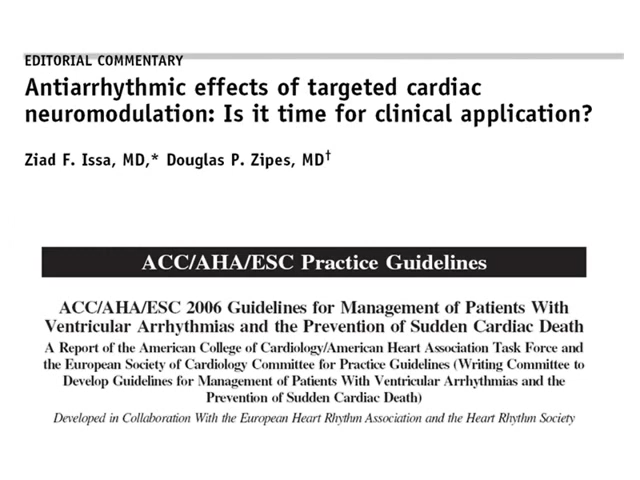 EDITORIAL COMMENTARY
Antiarrhythmic effects of targeted cardiac
neuromodulation: Is it time for clinical application?
Ziad F. Issa, MD,* Douglas P. Zipes, MD†
ACC/AHA/ESC Practice Guidelines
ACC/AHA/ESC 2006 Guidelines for Management of Patients With
Ventricular Arrhythmias and the Prevention of Sudden Cardiac Death
A Report of the American College of Cardiology/American Heart Association Task Force and
the European Society of Cardiology Committee for Practice Guidelines (Writing Committee to
Develop Guidelines for Management of Patients With Ventricular Arrhythmias and the
Prevention of Sudden Cardiac Death)
Developed in Collaboration With the European Heart Rhythm Association and the Heart Rhythm Society